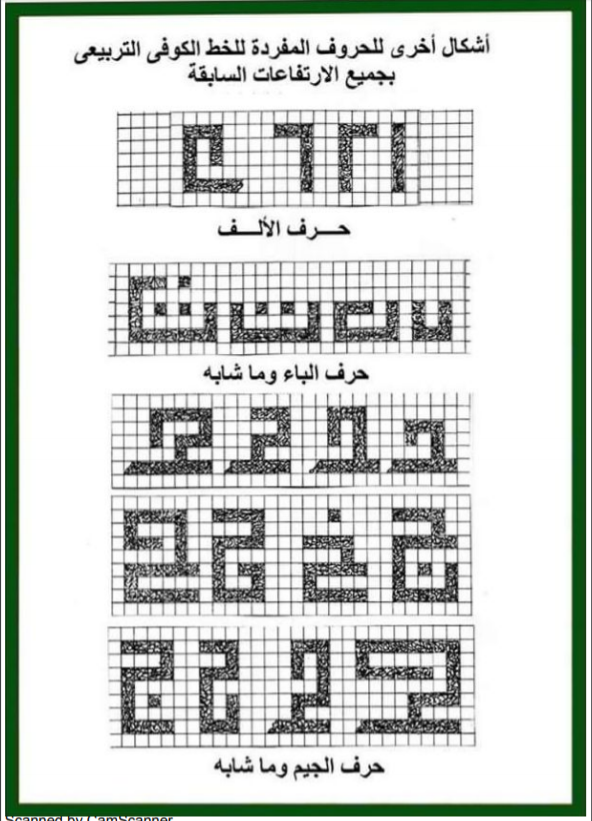 أشكال أخرى للحروف المفردة للخط الكوفى التربيعى
بجميع الارتفاعات السابقة
حـــرف الألـــف
حرف الباء وما شابه
حرف الجيم وما شابه
Scanned by CamScanner